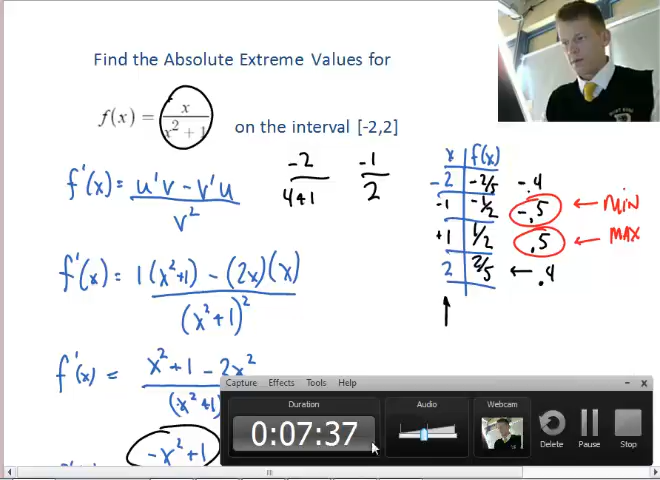 Find the Absolute Extreme Values for
f(x) = x / (x² + 1) on the interval [-2,2]
f'(x) = u'v - v'u / v²
-2 / 4+1
-1 / 2
x | f(x)
-2 | -2/5 -.4
-1 | -1/2 -.5 ← min
+1 | 1/2 .5 ← MAX
2 | 2/5 ← .4
f'(x) = 1(x²+1) - (2x)(x) / (x²+1)²
f'(x) = x²+1 - 2x² / (x²+1)
-x²+1
Capture Effects Tools Help
Duration
0:07:37
Audio
Webcam
Delete
Pause
Stop